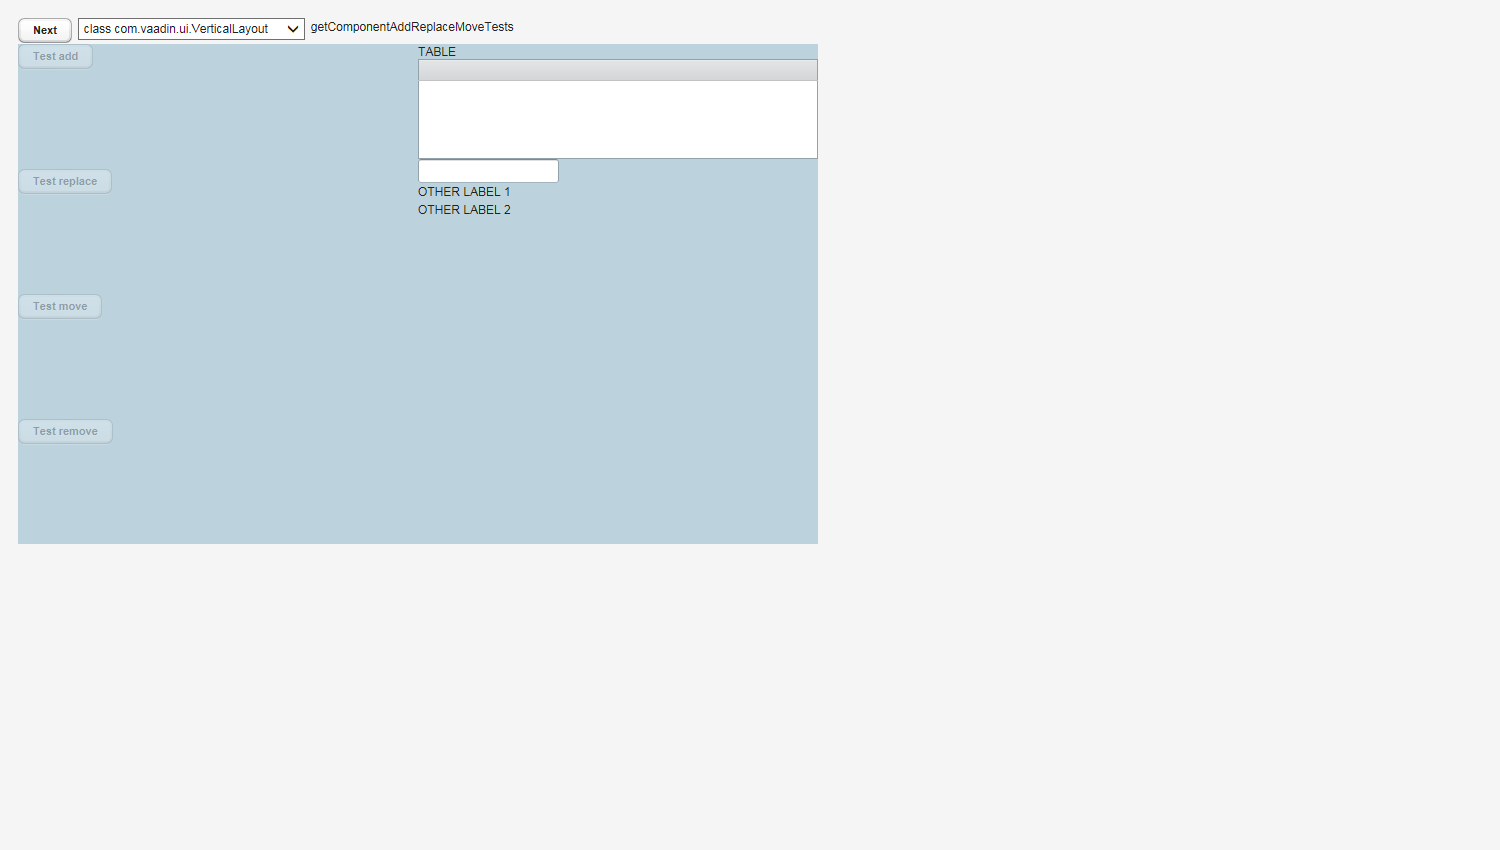 Next class com.vaadin.ui.VerticalLayout getComponentAddReplaceMoveTests
Test add
TABLE
Test replace
OTHER LABEL 1
OTHER LABEL 2
Test move
Test remove